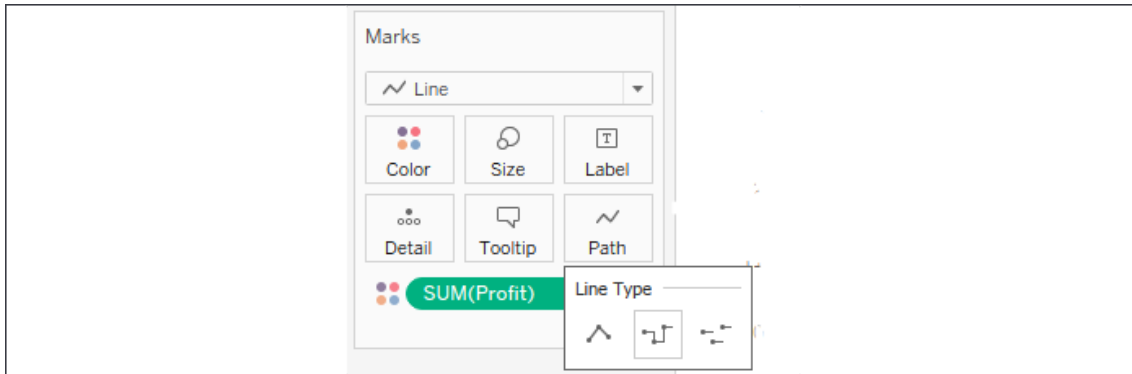 Marks
Line
Color Size Label
Detail Tooltip Path
SUM(Profit)
Line Type